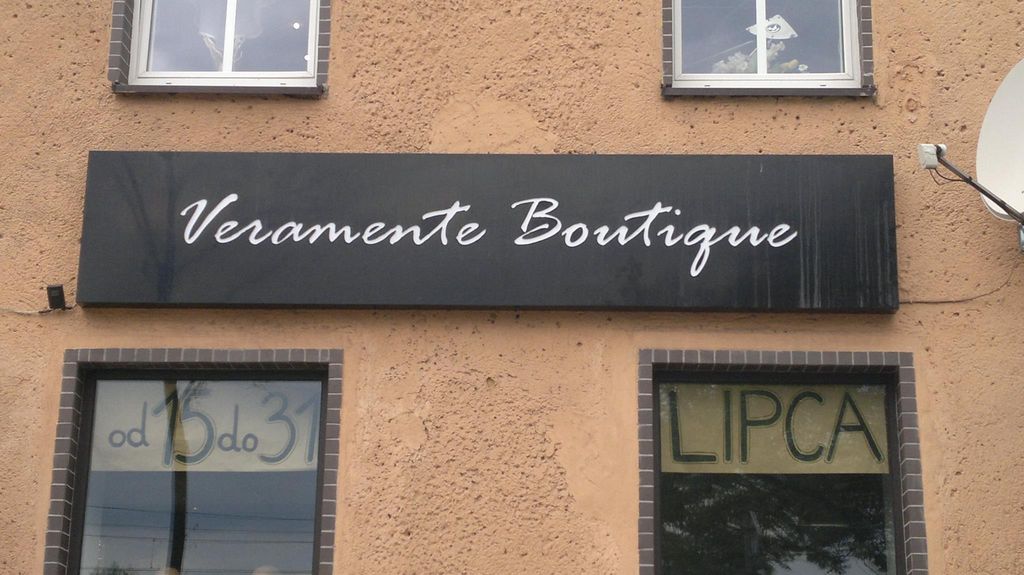 Veramente Boutique
od 15 do 31
LIPCA